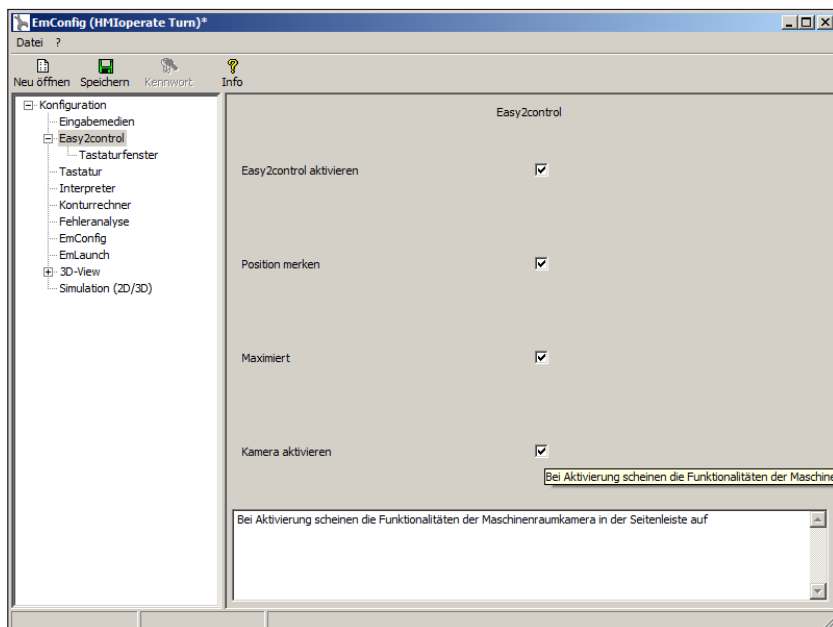 EmConfig (HMIoperate Turn)*
Datei ?
Neu öffnen Speichern Kennwort Info
Konfiguration
Eingabemedien
Easy2control
Tastaturfenster
Tastatur
Interpreter
Konturrechner
Fehleranalyse
EmConfig
EmLaunch
3D-View
Simulation (2D/3D)
Easy2control
Easy2control aktivieren
Position merken
Maximiert
Kamera aktivieren
Bei Aktivierung scheinen die Funktionalitäten der Maschine
Bei Aktivierung scheinen die Funktionalitäten der Maschinenraumkamera in der Seitenleiste auf